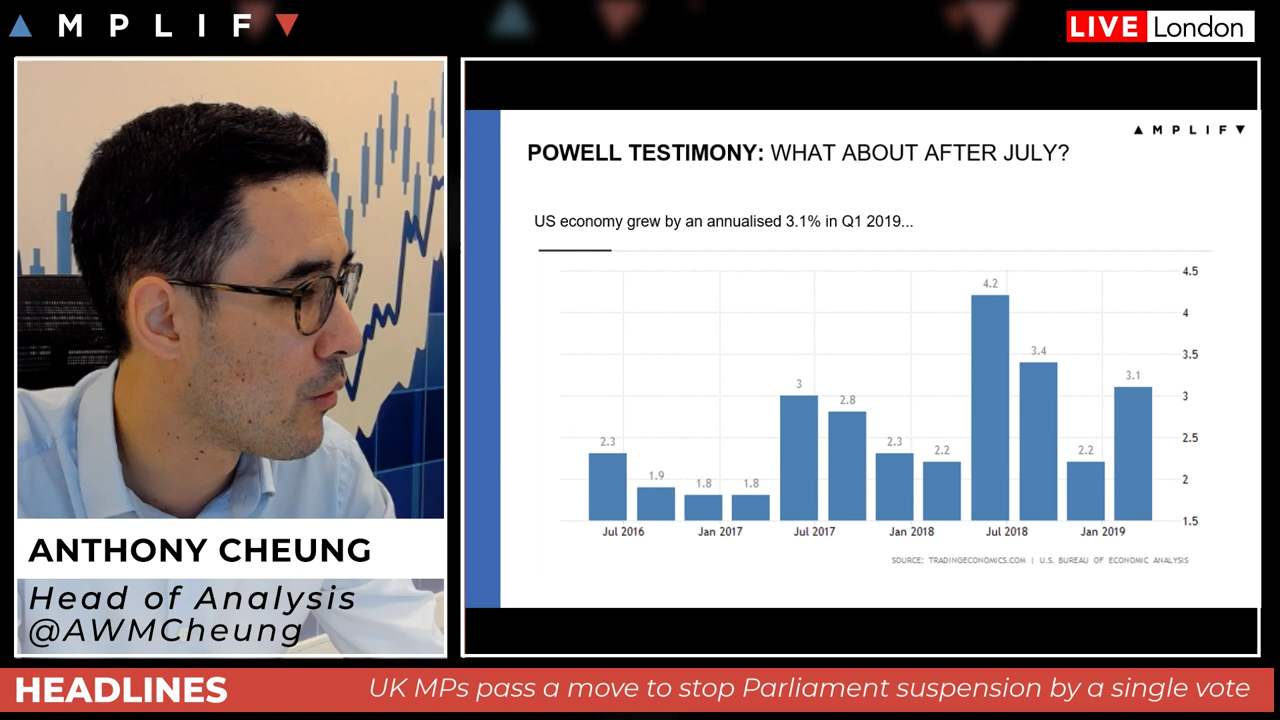 ▲ M P L I F ▼
LIVE London
▲ M P L I F ▼
POWELL TESTIMONY: WHAT ABOUT AFTER JULY?
US economy grew by an annualised 3.1% in Q1 2019...
4.5
4
3.5
3
2.5
2
1.5
2.3
1.9
1.8
1.8
3
2.8
2.3
2.2
4.2
3.4
2.2
3.1
Jul 2016
Jan 2017
Jul 2017
Jan 2018
Jul 2018
Jan 2019
SOURCE: TRADINGECONOMICS.COM | U.S. BUREAU OF ECONOMIC ANALYSIS
ANTHONY CHEUNG
Head of Analysis
@AWMCheung
HEADLINES
UK MPs pass a move to stop Parliament suspension by a single vote